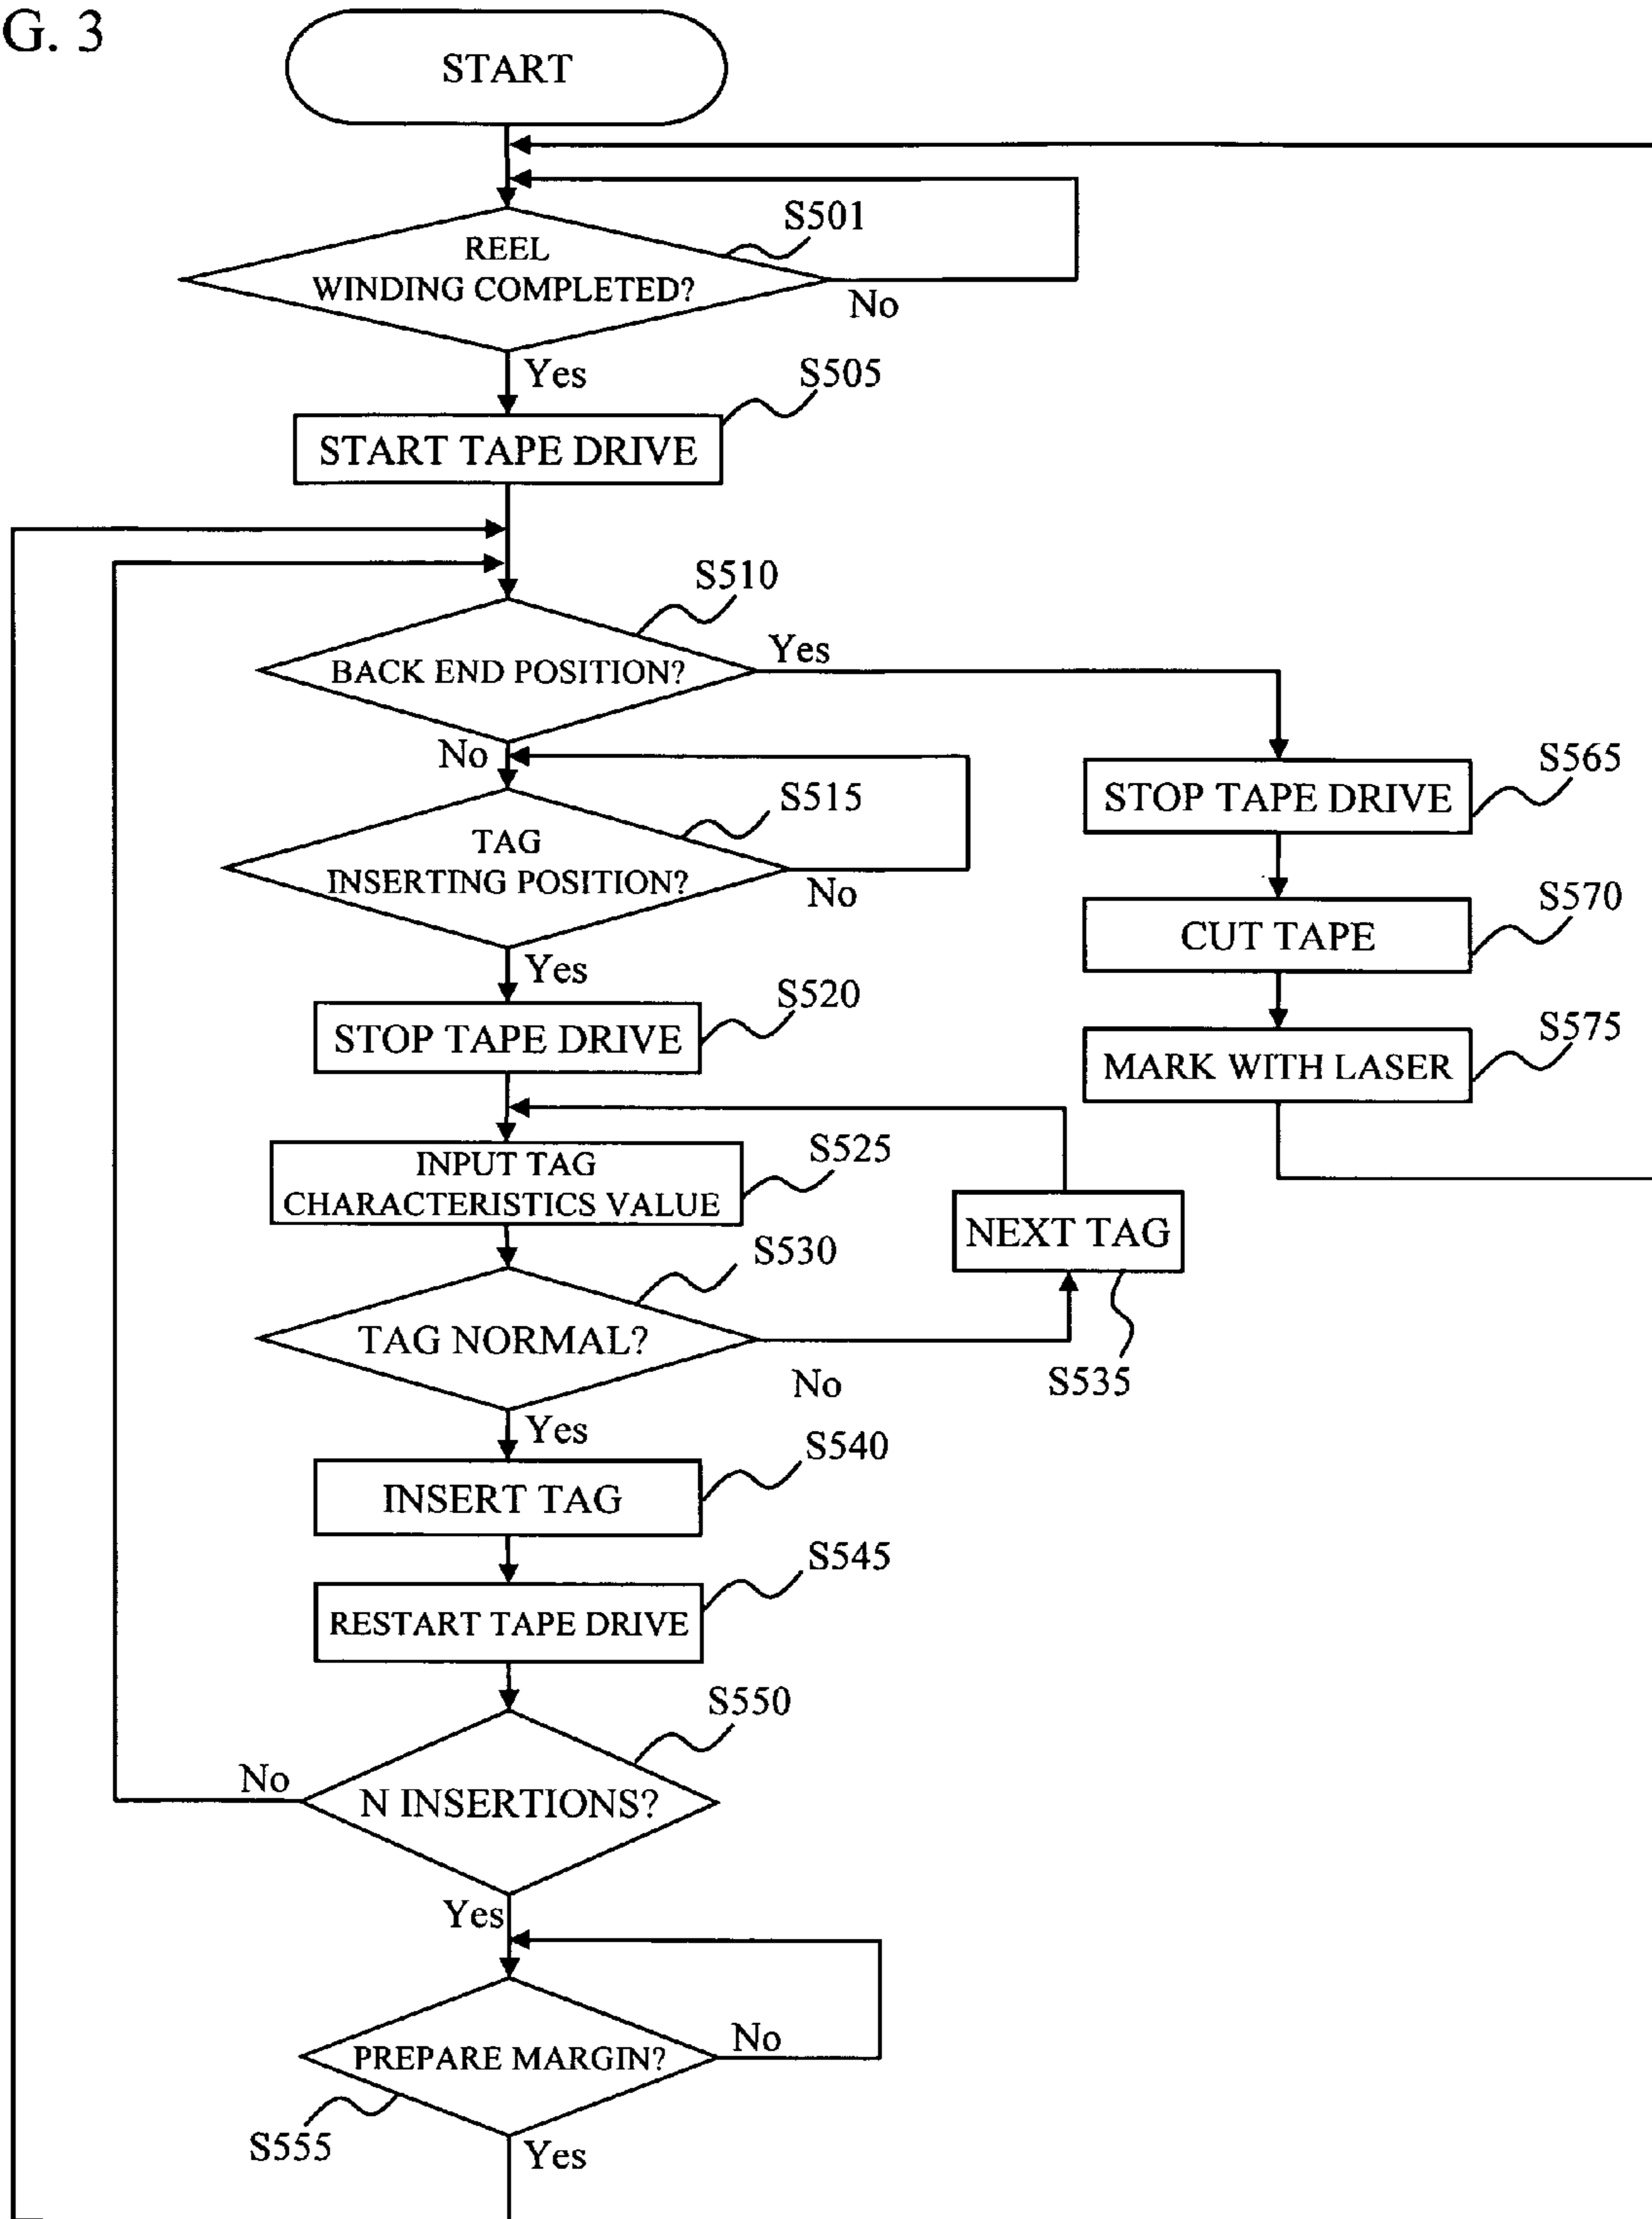 G. 3
START
S501
REEL
WINDING COMPLETED?
No
Yes
S505
START TAPE DRIVE
S510
BACK END POSITION?
Yes
No
S515
TAG
INSERTING POSITION?
No
Yes
S520
STOP TAPE DRIVE
S525
INPUT TAG
CHARACTERISTICS VALUE
S530
TAG NORMAL?
No
NEXT TAG
S535
Yes
S540
INSERT TAG
S545
RESTART TAPE DRIVE
S550
N INSERTIONS?
No
Yes
PREPARE MARGIN?
No
S555
Yes
S565
STOP TAPE DRIVE
S570
CUT TAPE
S575
MARK WITH LASER